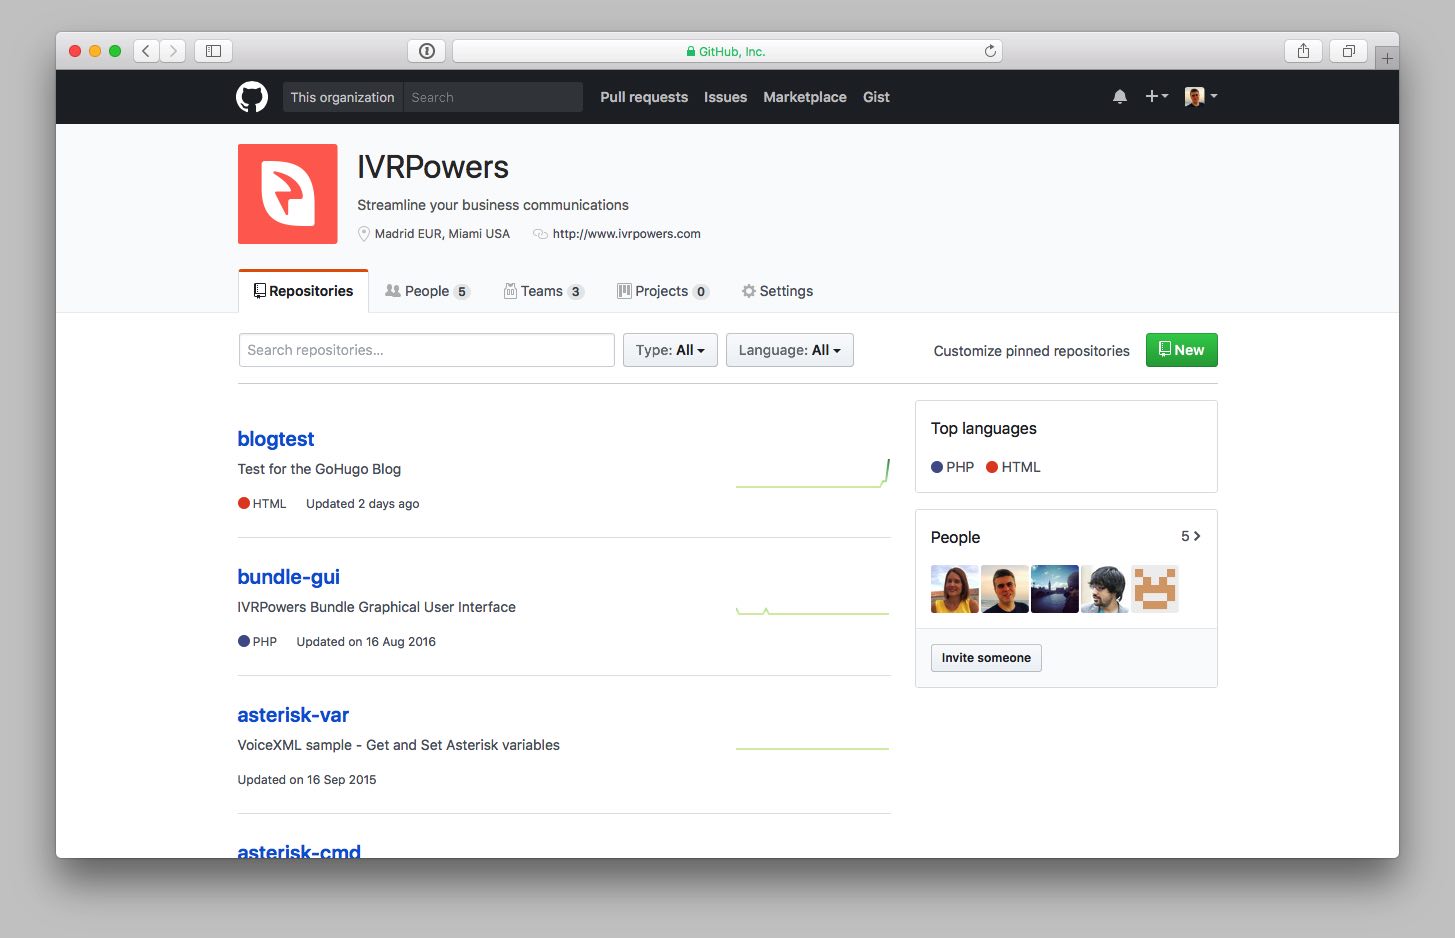 GitHub, Inc.
This organization Search Pull requests Issues Marketplace Gist
IVRPowers
Streamline your business communications
Madrid EUR, Miami USA http://www.ivrpowers.com
Repositories People 5 Teams 3 Projects 0 Settings
Search repositories... Type: All Language: All Customize pinned repositories New
blogtest
Test for the GoHugo Blog
HTML Updated 2 days ago
bundle-gui
IVRPowers Bundle Graphical User Interface
PHP Updated on 16 Aug 2016
asterisk-var
VoiceXML sample - Get and Set Asterisk variables
Updated on 16 Sep 2015
asterisk-cmd
Top languages
PHP HTML
People 5
Invite someone